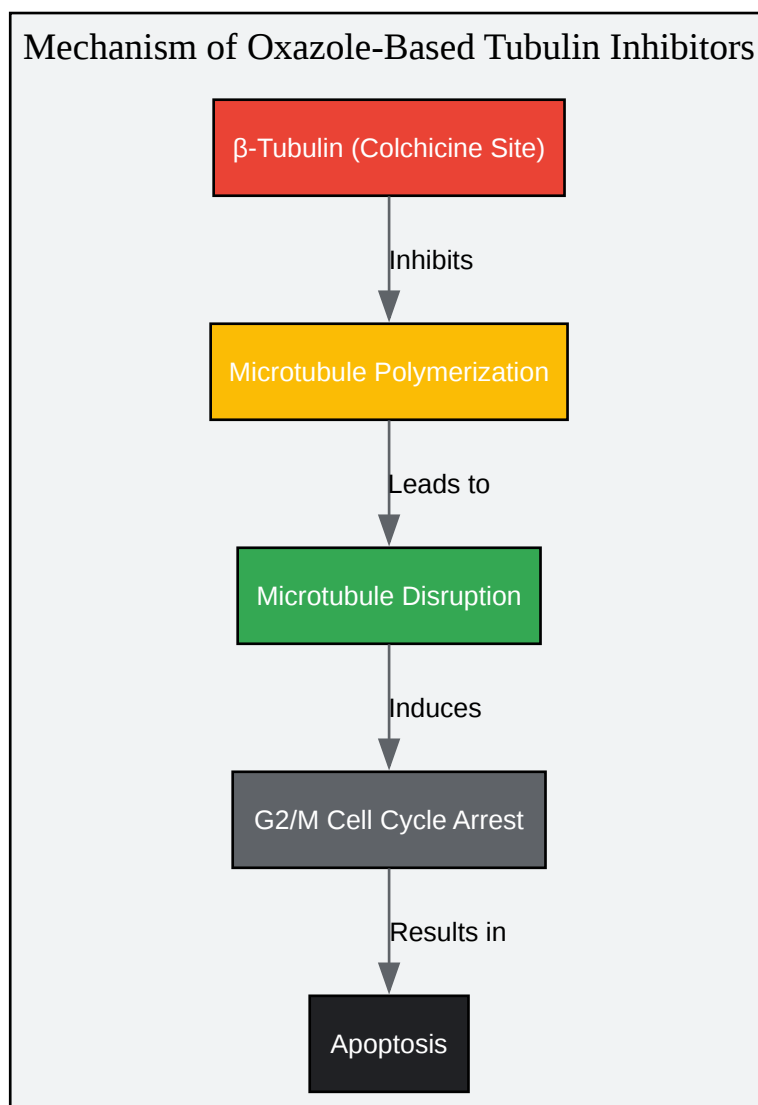 Mechanism of Oxazole-Based Tubulin Inhibitors
β-Tubulin (Colchicine Site)
Inhibits
Microtubule Polymerization
Leads to
Microtubule Disruption
Induces
G2/M Cell Cycle Arrest
Results in
Apoptosis